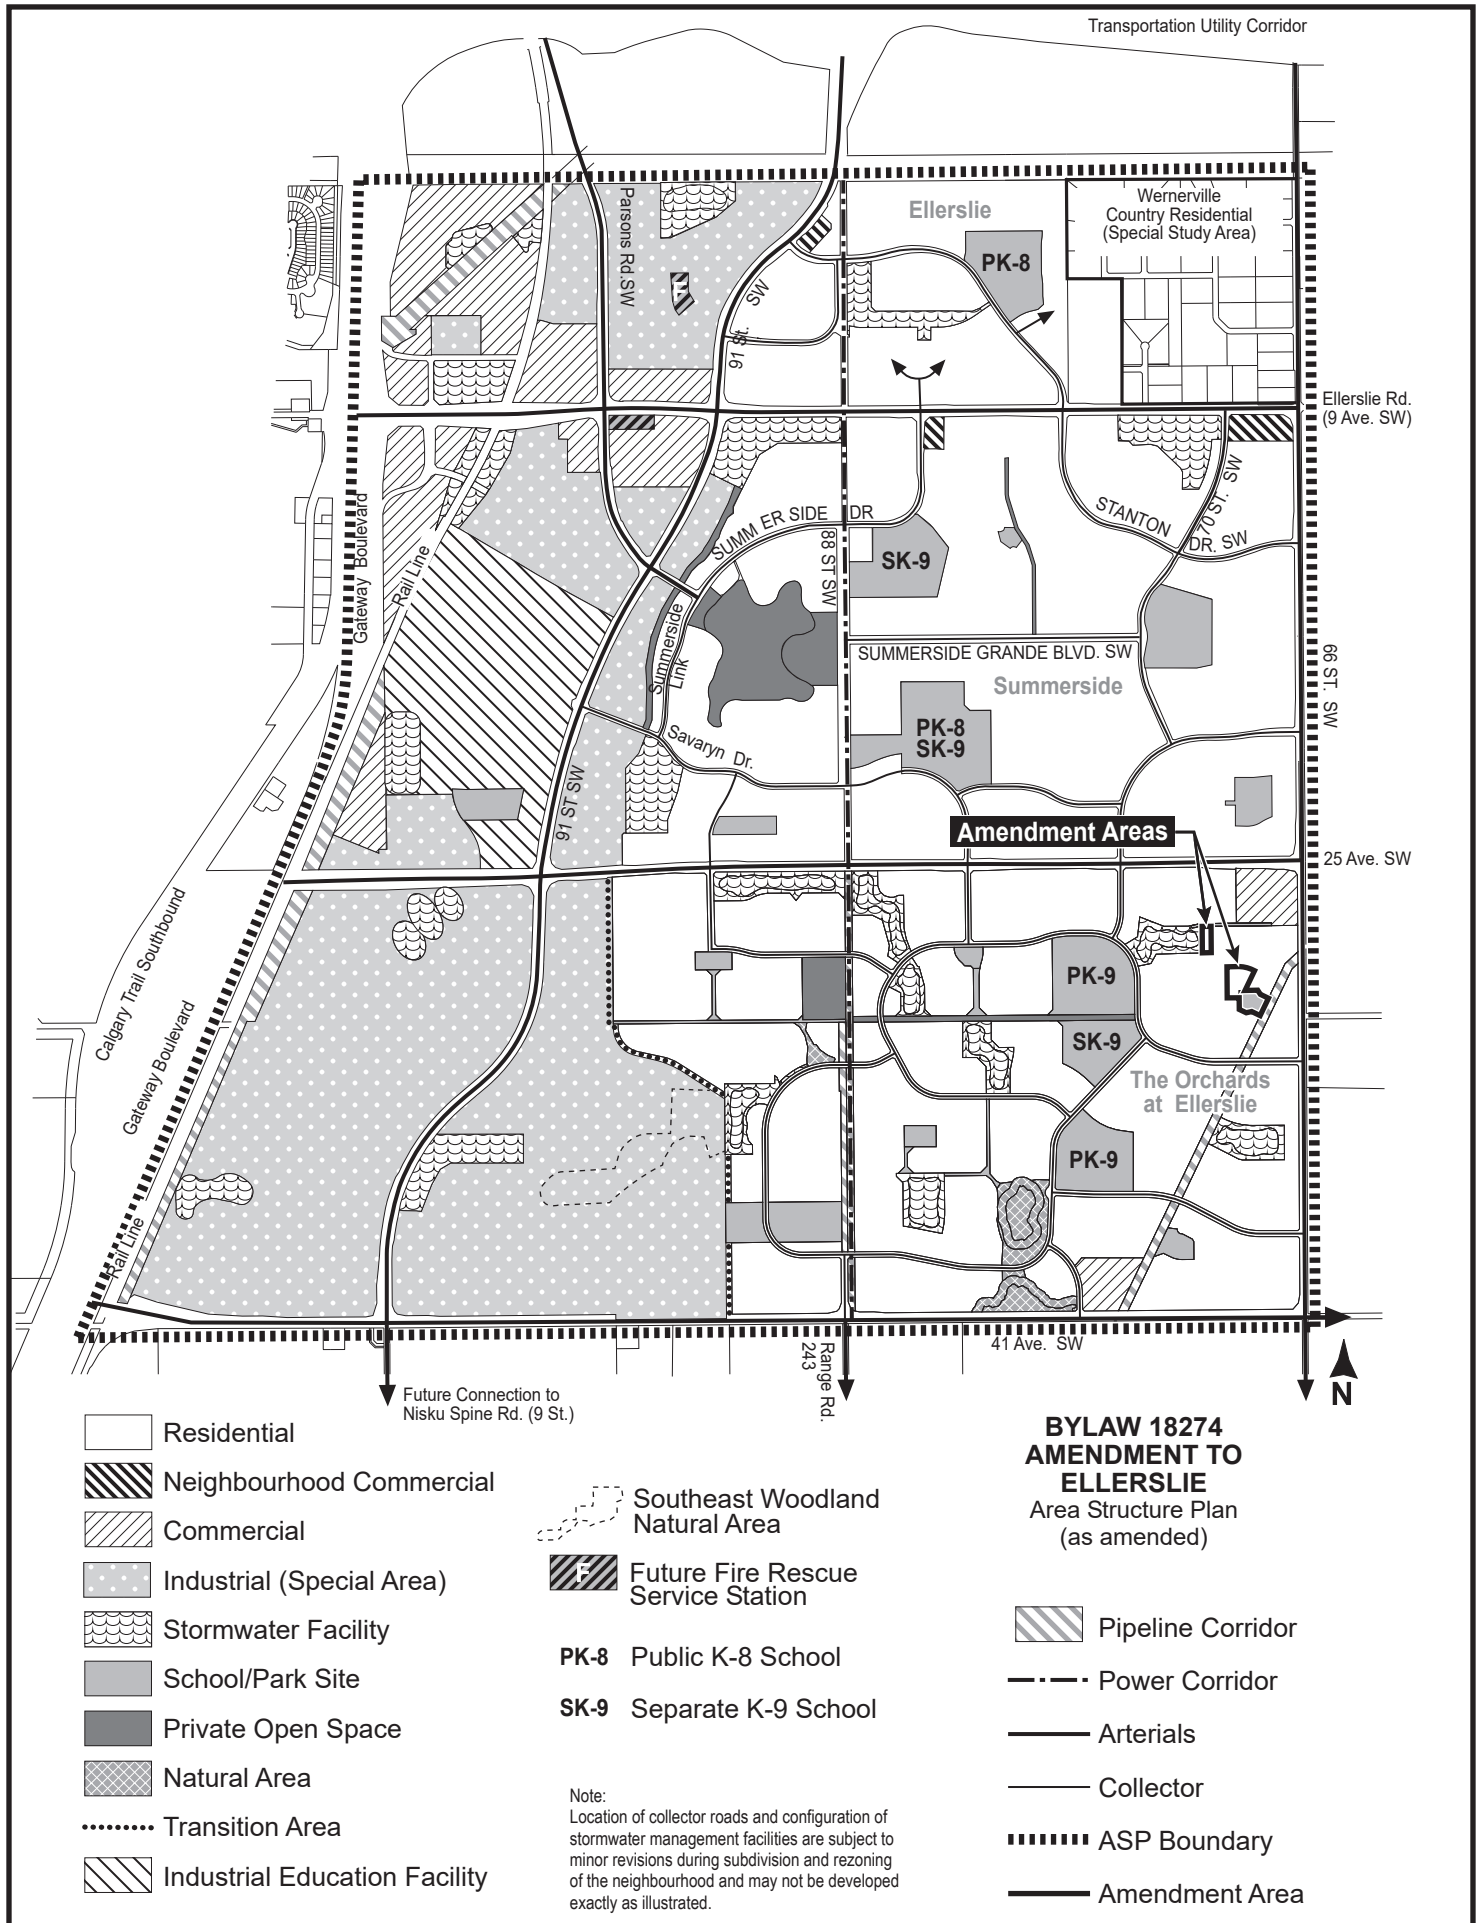 Transportation Utility Corridor
Wernerville
Country Residential
(Special Study Area)
Ellerslie
PK-8
Parsons Rd.SW
F
91 St. SW
Ellerslie Rd.
(9 Ave. SW)
Gateway Boulevard
Rail Line
SUMM ER SIDE DR
88 ST SW
STANTON DR. SW
70 ST. SW
SK-9
Summerside Link
SUMMERSIDE GRANDE BLVD. SW
Summerside
66 ST. SW
PK-8
SK-9
Savaryn Dr.
91 ST SW
Amendment Areas
25 Ave. SW
Calgary Trail Southbound
Gateway Boulevard
PK-9
SK-9
The Orchards
at Ellerslie
PK-9
Rail Line
41 Ave. SW
Range Rd.
243
N
Future Connection to
Nisku Spine Rd. (9 St.)
Residential
Neighbourhood Commercial
Commercial
Industrial (Special Area)
Stormwater Facility
School/Park Site
Private Open Space
Natural Area
Transition Area
Industrial Education Facility
Southeast Woodland
Natural Area
F
Future Fire Rescue
Service Station
PK-8 Public K-8 School
SK-9 Separate K-9 School
Note:
Location of collector roads and configuration of
stormwater management facilities are subject to
minor revisions during subdivision and rezoning
of the neighbourhood and may not be developed
exactly as illustrated.
BYLAW 18274
AMENDMENT TO
ELLERSLIE
Area Structure Plan
(as amended)
Pipeline Corridor
Power Corridor
Arterials
Collector
ASP Boundary
Amendment Area